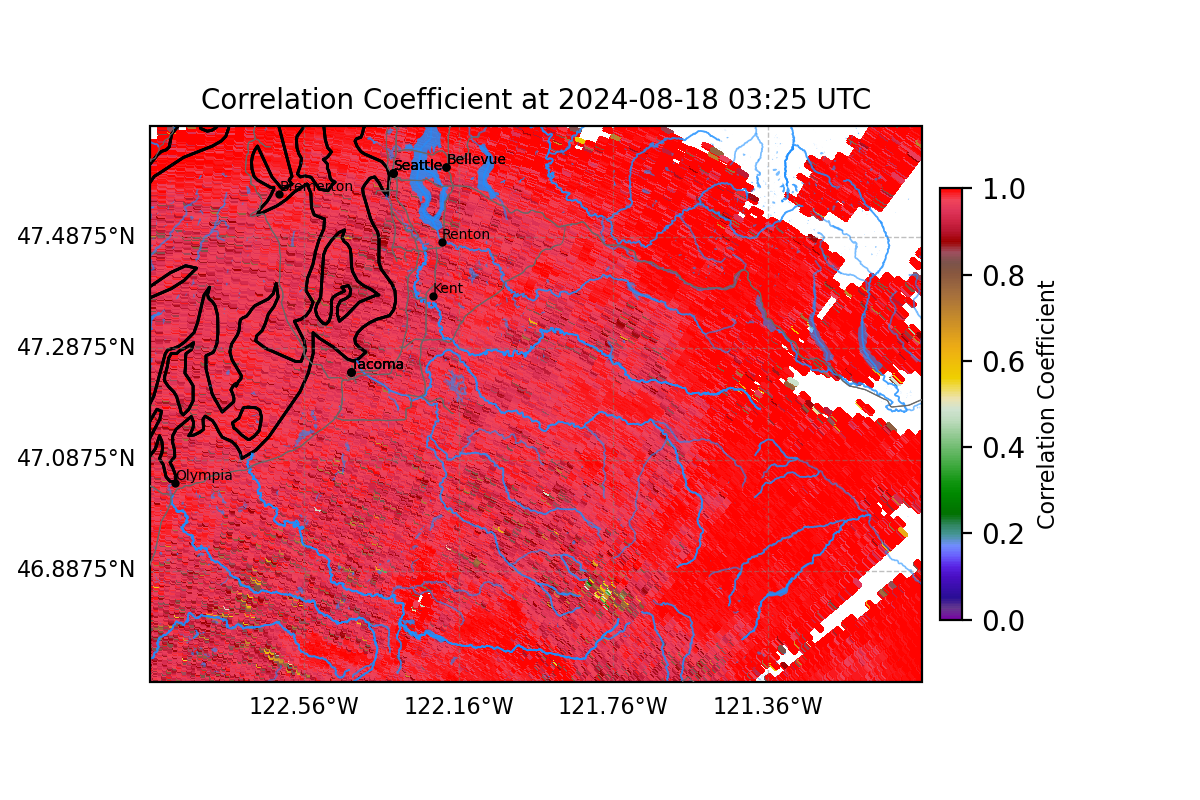 Correlation Coefficient at 2024-08-18 03:25 UTC
Seattle
Bellevue
Bremerton
Renton
Kent
Tacoma
Olympia
47.4875°N
47.2875°N
47.0875°N
46.8875°N
122.56°W
122.16°W
121.76°W
121.36°W
1.0
0.8
0.6
0.4
0.2
0.0
Correlation Coefficient